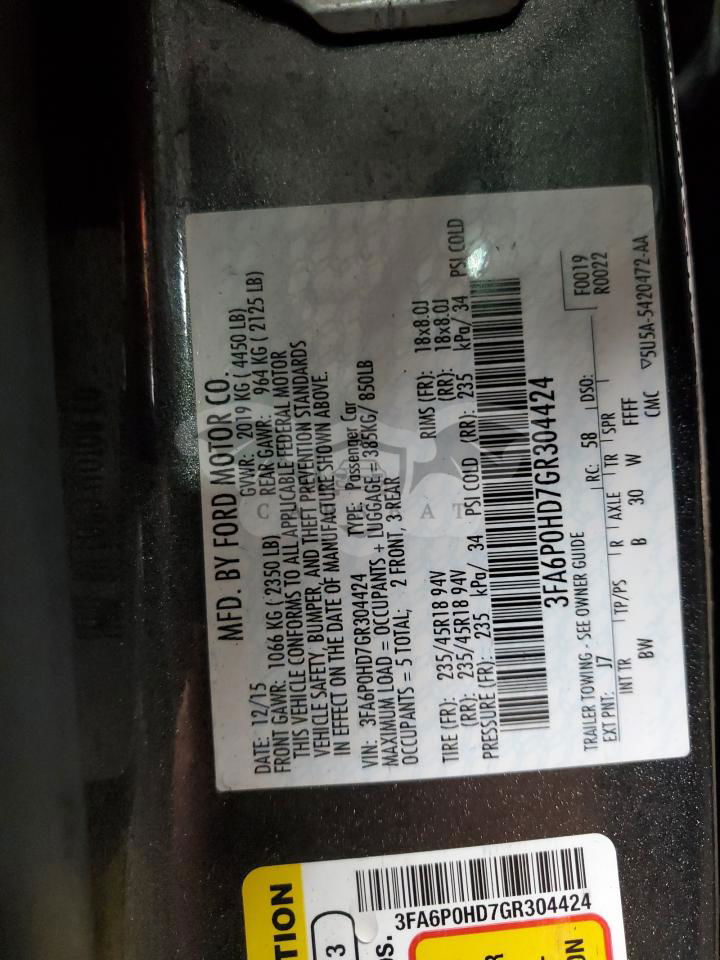 MFD. BY FORD MOTOR CO.
DATE: 12/15 GVWR: 2019 KG ( 4450 LB)
FRONT GAWR: 1066 KG ( 2350 LB) REAR GAWR: 964 KG ( 2125 LB)
THIS VEHICLE CONFORMS TO ALL APPLICABLE FEDERAL MOTOR
VEHICLE SAFETY, BUMPER, AND THEFT PREVENTION STANDARDS
IN EFFECT ON THE DATE OF MANUFACTURE SHOWN ABOVE.
VIN: 3FA6P0HD7GR304424 TYPE: Passenger Car
MAXIMUM LOAD = OCCUPANTS + LUGGAGE = 385KG/ 850LB
OCCUPANTS = 5 TOTAL; 2 FRONT, 3 REAR
TIRE (FR): 235/45R18 94V RIMS (FR): 18x8.0J
(RR): 235/45R18 94V (RR): 18x8.0J
PRESSURE (FR): 235 kPa/ 34 PSI COLD (RR): 235 kPa/ 34 PSI COLD
3FA6P0HD7GR304424
TRAILER TOWING - SEE OWNER GUIDE
F0019
R0022
EXT PNT: J7 RC: 58 DSO:
INT TR TP/PS R AXLE TR SPR
BW B 30 W FFFF
CMC
▽5U5A-5420472-AA
TION
3
3FA6P0HD7GR304424